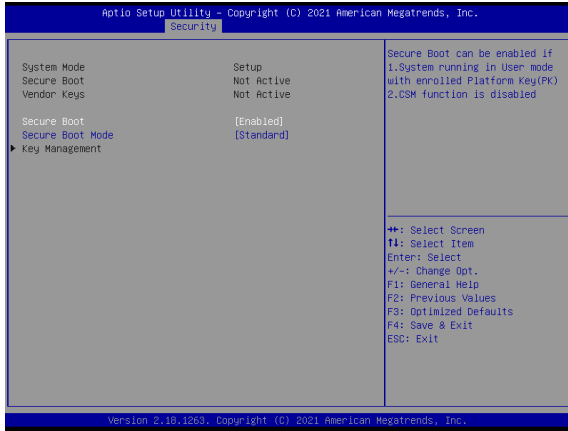 Aptio Setup Utility – Copyright (C) 2021 American Megatrends, Inc.
Security
System Mode Setup
Secure Boot Not Active
Vendor Keys Not Active
Secure Boot [Enabled]
Secure Boot Mode [Standard]
Key Management
Secure Boot can be enabled if
1.System running in User mode
with enrolled Platform Key(PK)
2.CSM function is disabled
→←: Select Screen
↑↓: Select Item
Enter: Select
+/-: Change Opt.
F1: General Help
F2: Previous Values
F3: Optimized Defaults
F4: Save & Exit
ESC: Exit
Version 2.18.1263. Copyright (C) 2021 American Megatrends, Inc.